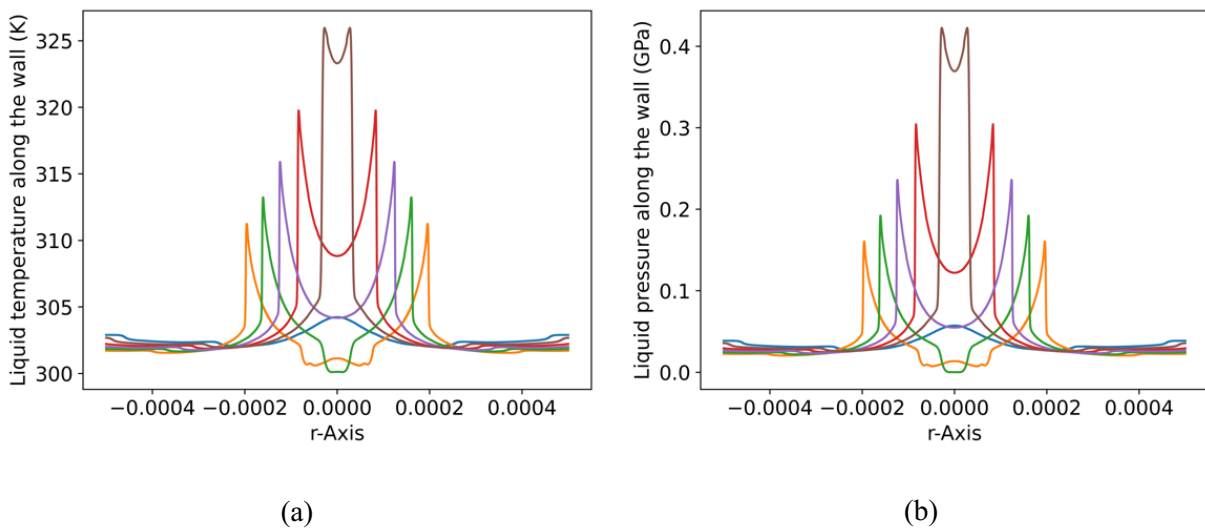 Liquid temperature along the wall (K)
325
320
315
310
305
300
−0.0004 −0.0002 0.0000 0.0002 0.0004
r-Axis
(a)
Liquid pressure along the wall (GPa)
0.4
0.3
0.2
0.1
0.0
−0.0004 −0.0002 0.0000 0.0002 0.0004
r-Axis
(b)